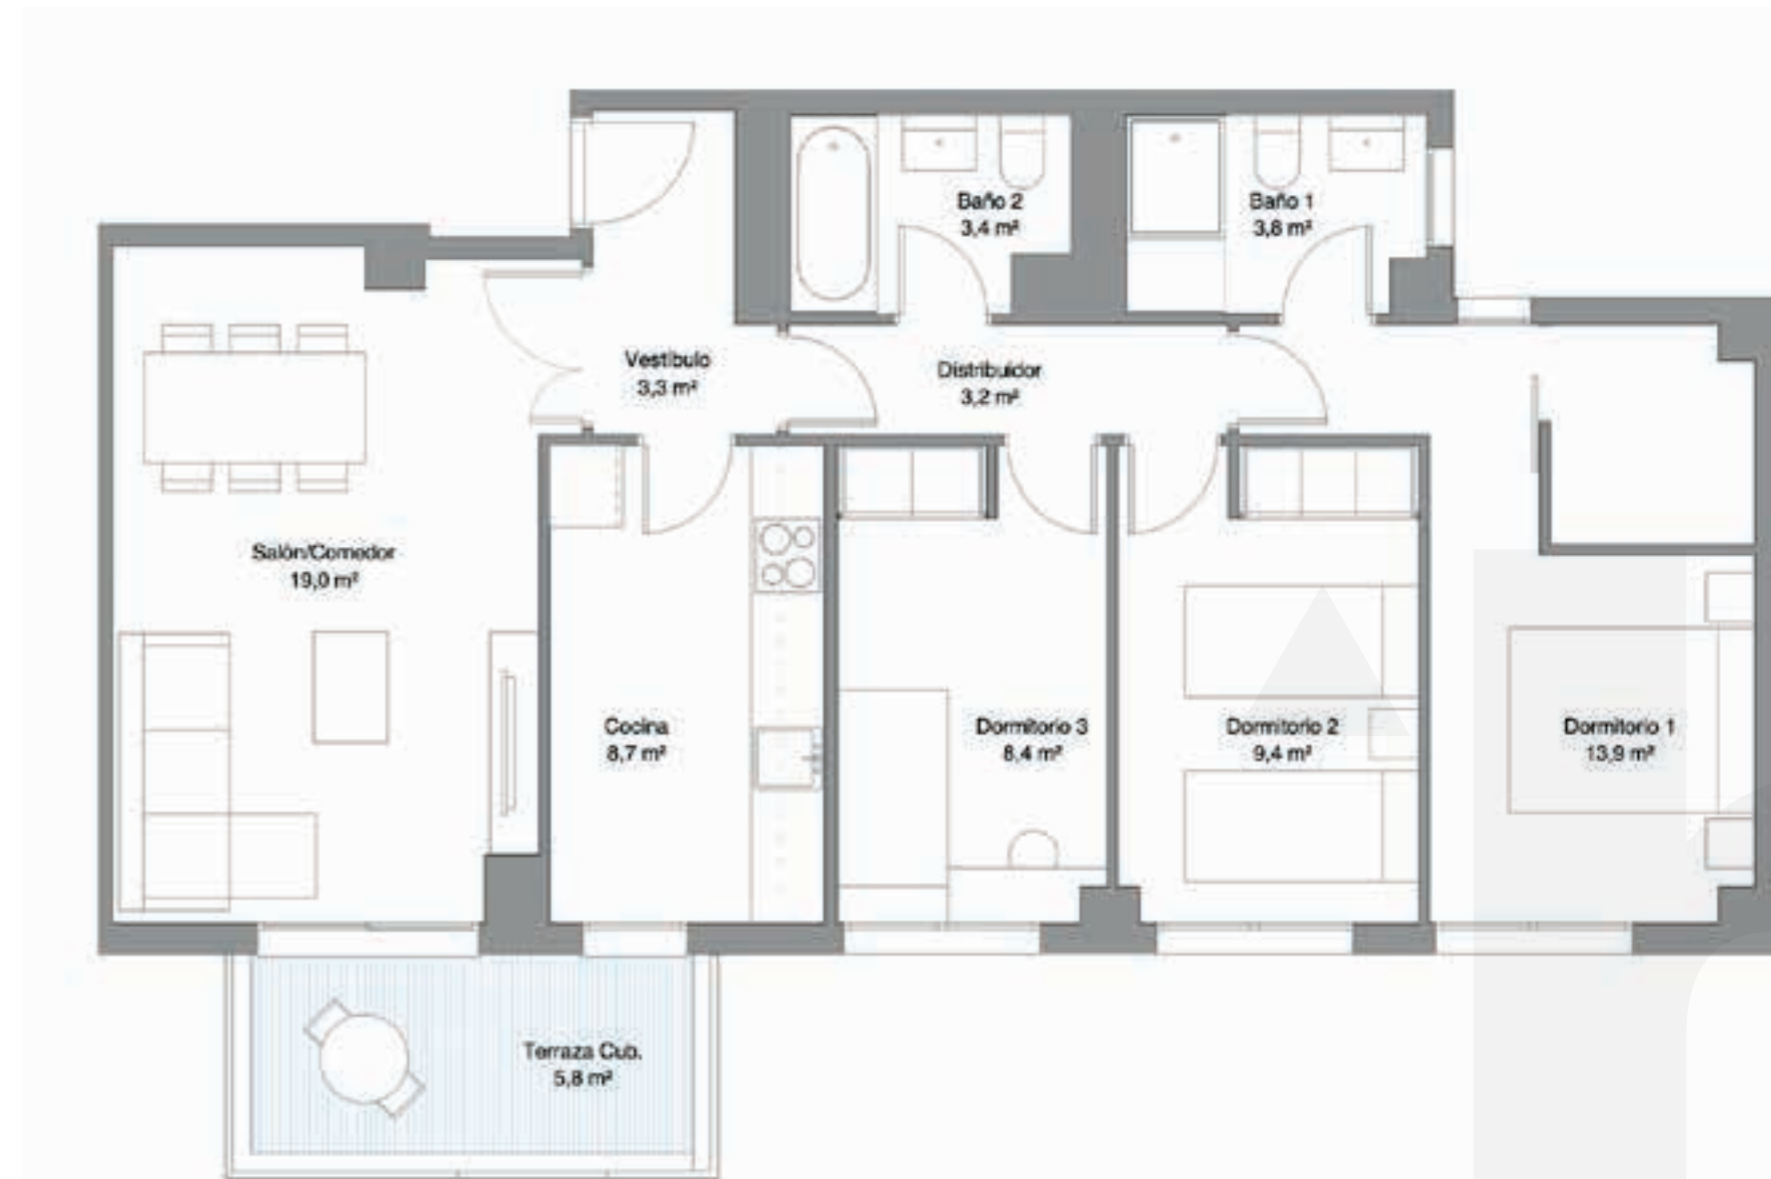 Baño 2
3,4 m²
Baño 1
3,8 m²
Vestíbulo
3,3 m²
Distribuidor
3,2 m²
Salón/Comedor
19,0 m²
Cocina
8,7 m²
Dormitorio 3
8,4 m²
Dormitorio 2
9,4 m²
Dormitorio 1
13,9 m²
Terraza Cub.
5,8 m²